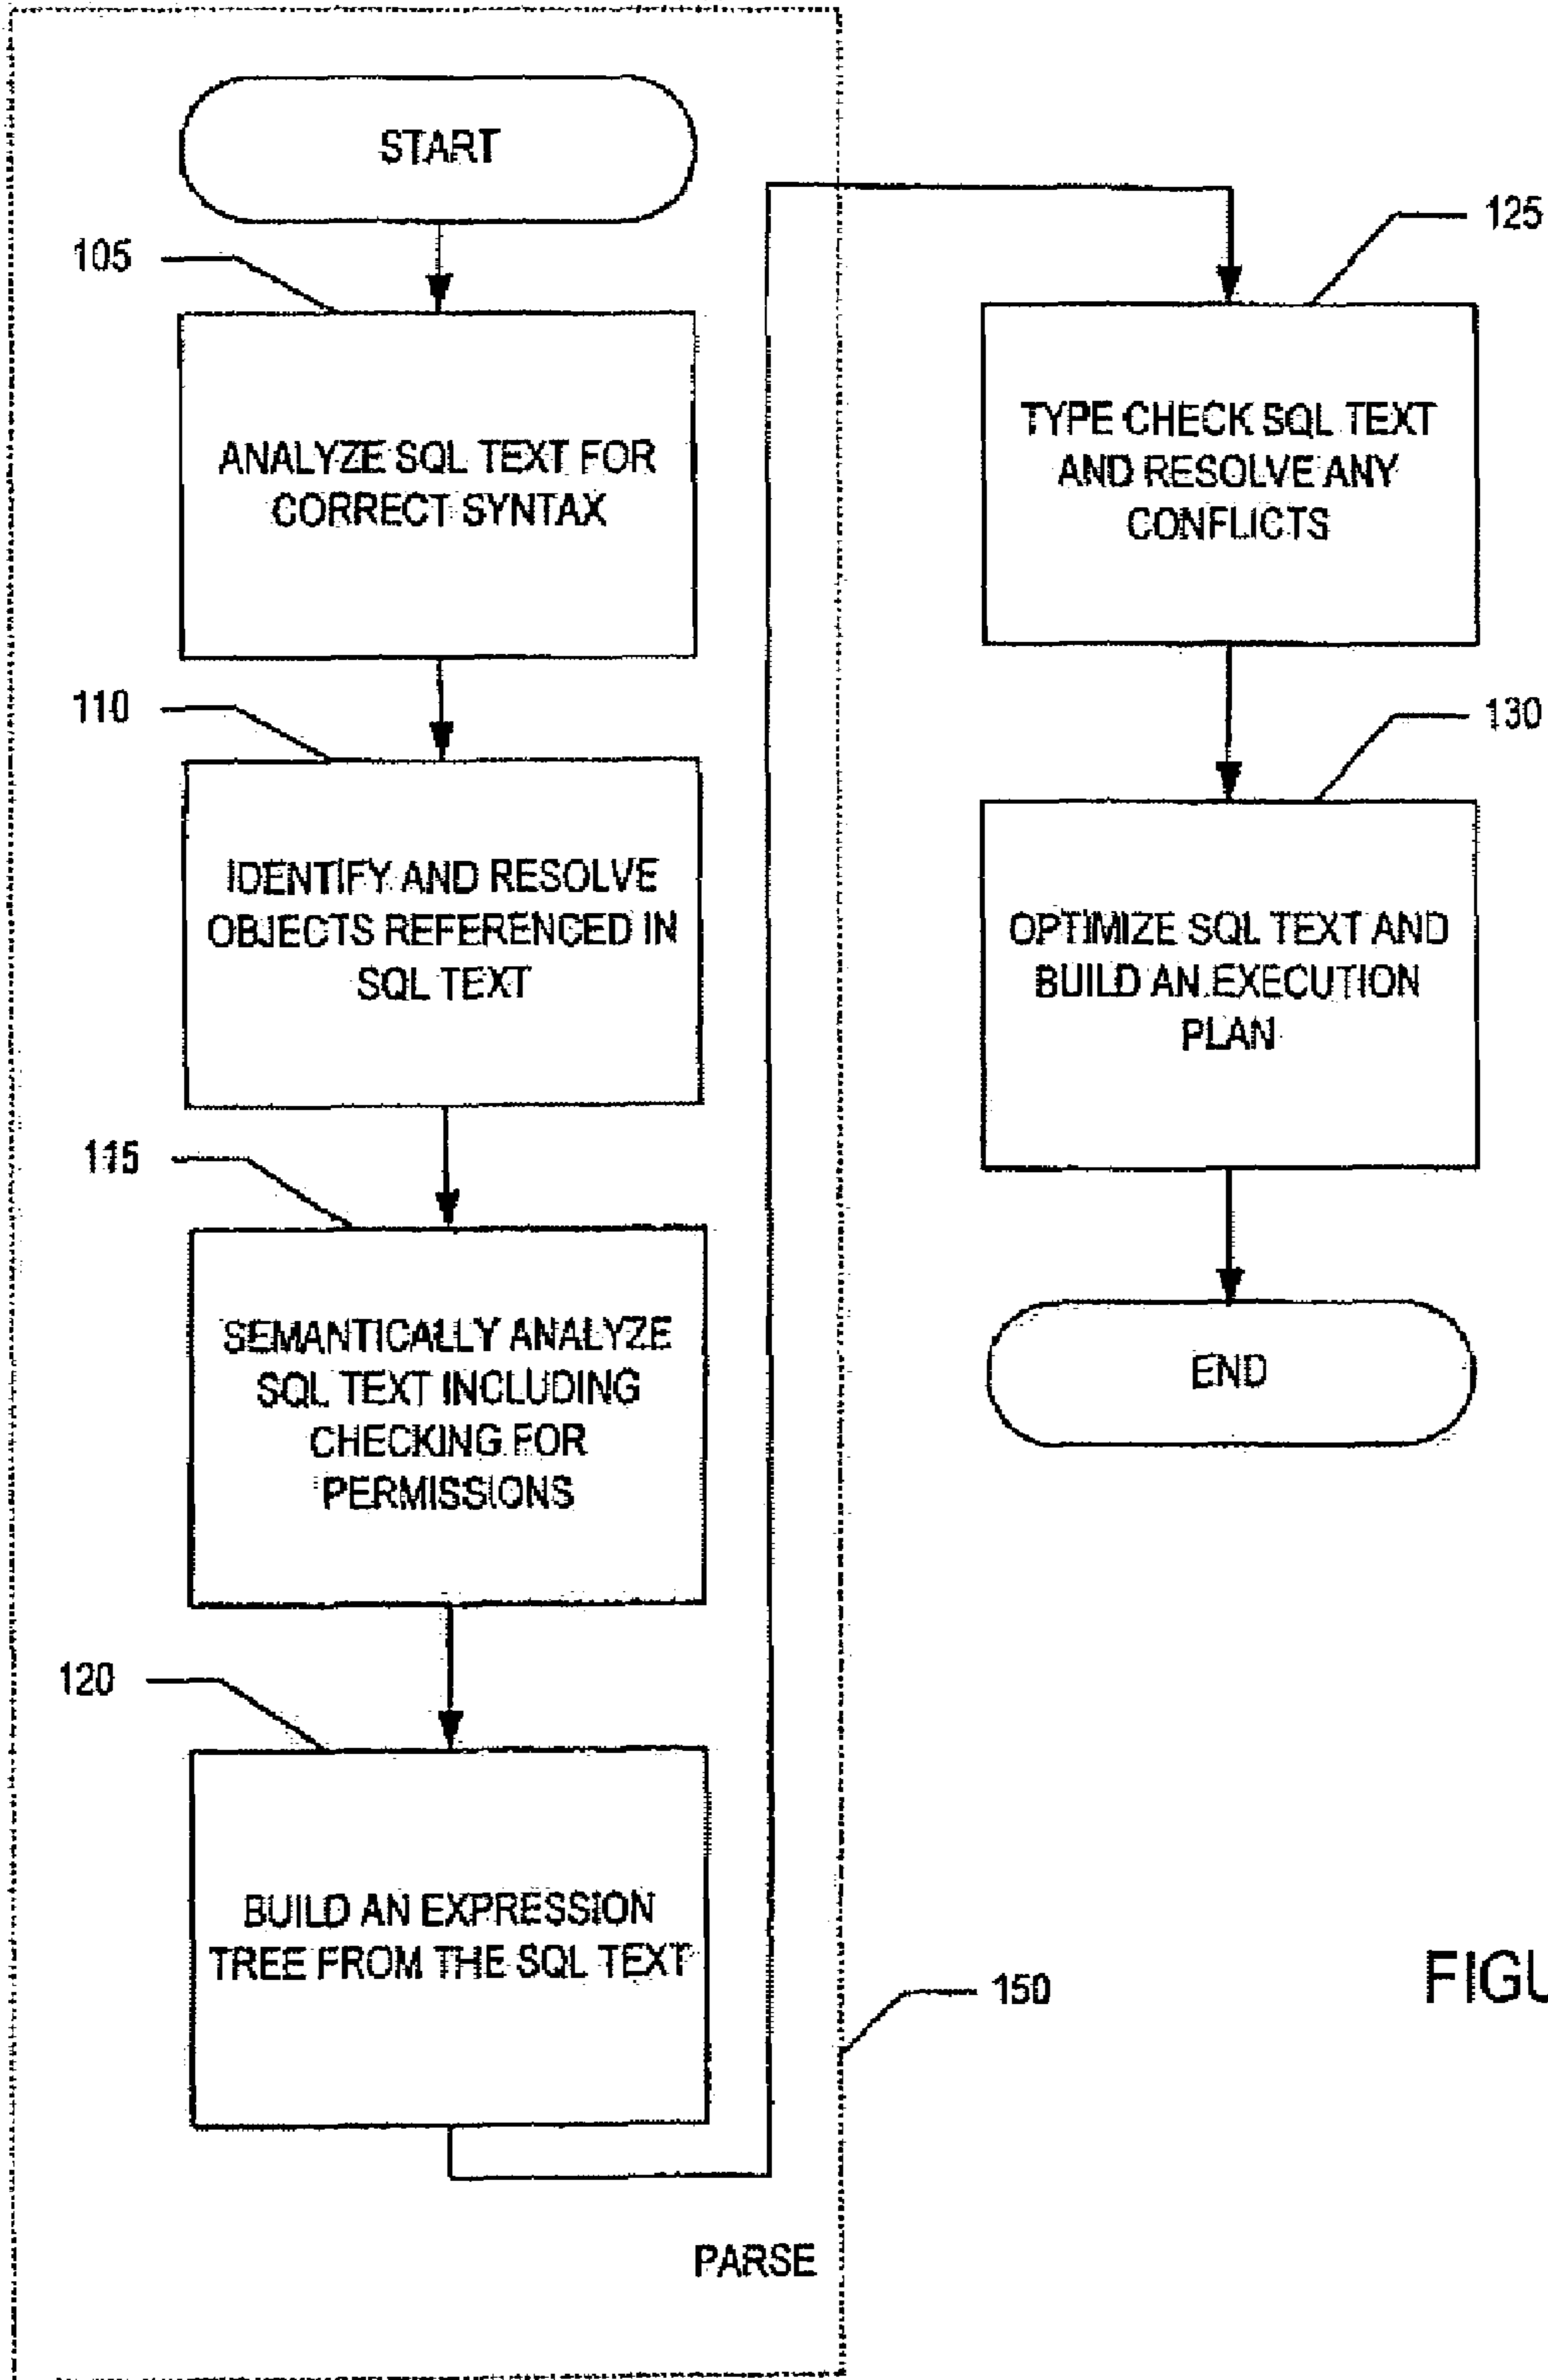 START
105
ANALYZE SQL TEXT FOR
CORRECT SYNTAX
110
IDENTIFY AND RESOLVE
OBJECTS REFERENCED IN
SQL TEXT
115
SEMANTICALLY ANALYZE
SQL TEXT INCLUDING
CHECKING FOR
PERMISSIONS
120
BUILD AN EXPRESSION
TREE FROM THE SQL TEXT
150
PARSE
125
TYPE CHECK SQL TEXT
AND RESOLVE ANY
CONFLICTS
130
OPTIMIZE SQL TEXT AND
BUILD AN EXECUTION
PLAN
END